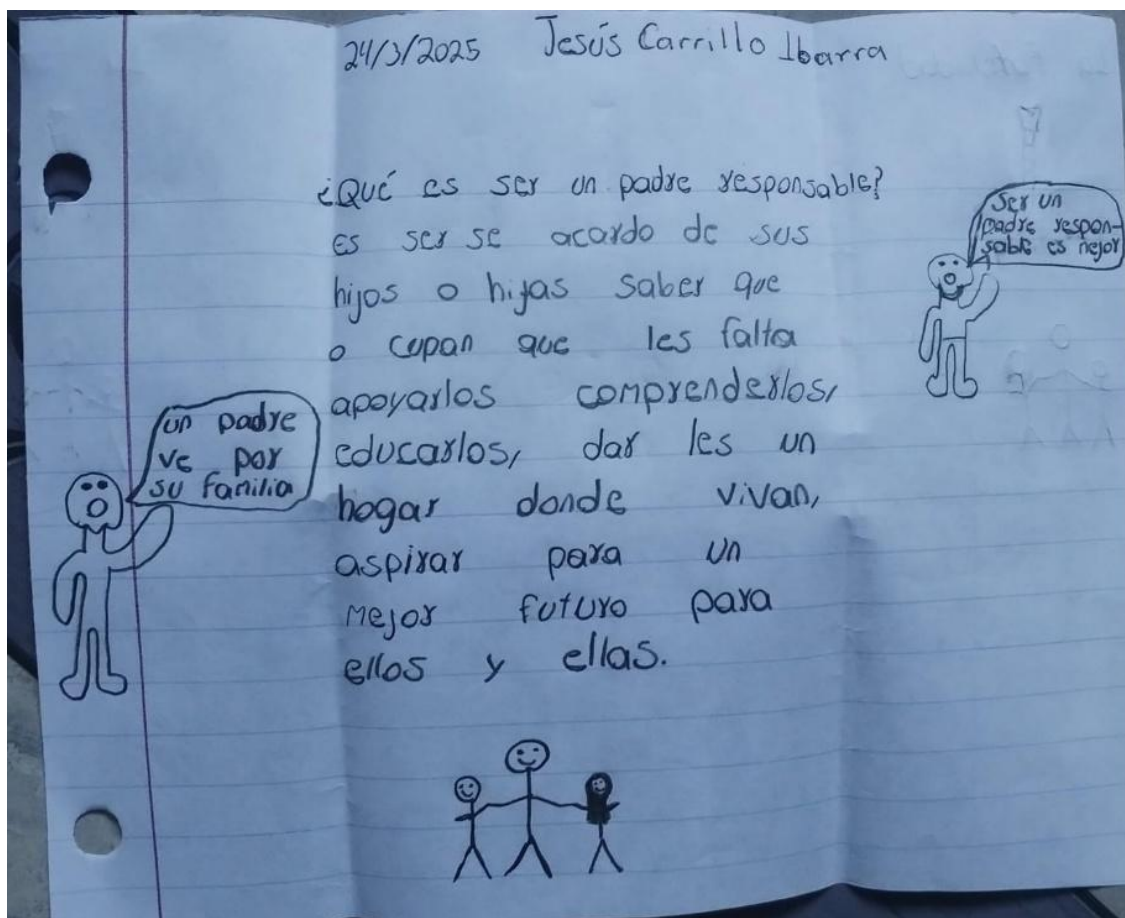 24/3/2025 Jesús Carrillo Ibarra
¿Qué es ser un padre responsable?
es ser se acardo de sus
hijos o hijas saber que
o cupan que les falta
apoyarlos comprenderlos,
educarlos, dar les un
hogar donde vivan,
aspirar para un
mejor futuro para
ellos y ellas.
Ser un
padre respon-
sable es mejor
un padre
ve por
su familia